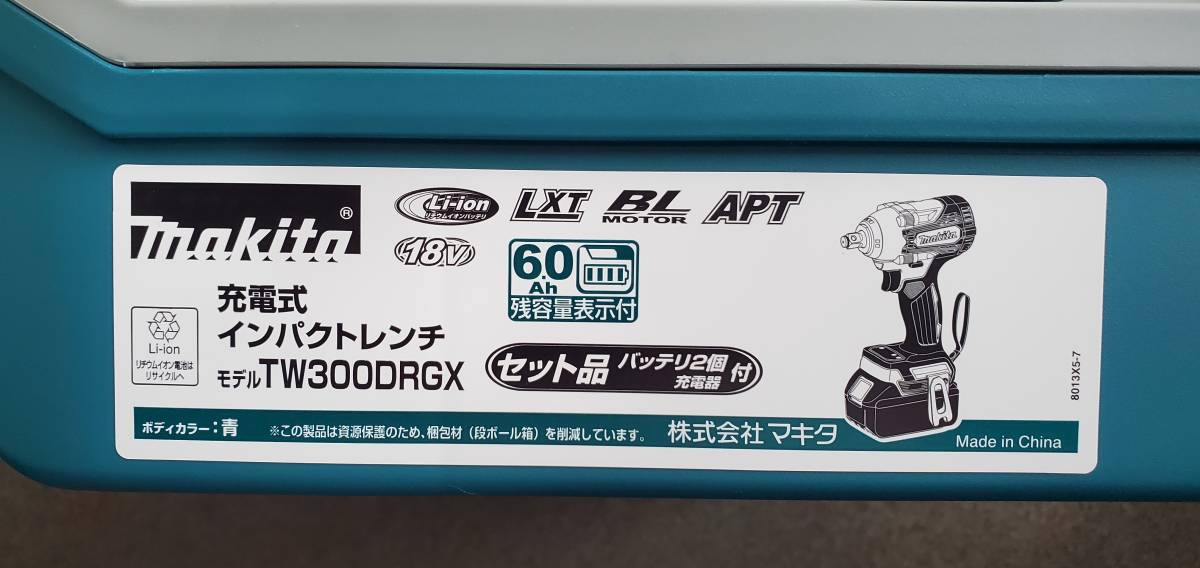 makita®
Li-ion
リチウムイオンバッテリ
LXT
BL
MOTOR
APT
18V
6.0
Ah
残容量表示付
充電式
インパクトレンチ
モデルTW300DRGX
Li-ion
リチウムイオン電池は
リサイクルへ
セット品 バッテリ2個 充電器 付
makita
8013X5-7
ボディカラー:青 ※この製品は資源保護のため、梱包材(段ボール箱)を削減しています。 株式会社マキタ
Made in China